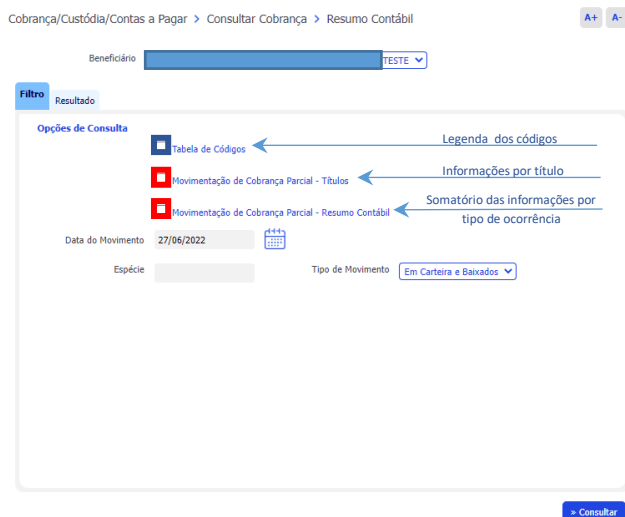 Cobrança/Custódia/Contas a Pagar > Consultar Cobrança > Resumo Contábil
A+ A-
Beneficiário TESTE
Filtro Resultado
Opções de Consulta
Tabela de Códigos Legenda dos códigos
Movimentação de Cobrança Parcial - Títulos Informações por título
Movimentação de Cobrança Parcial - Resumo Contábil Somatório das informações por
tipo de ocorrência
Data do Movimento 27/06/2022
Espécie Tipo de Movimento Em Carteira e Baixados
» Consultar